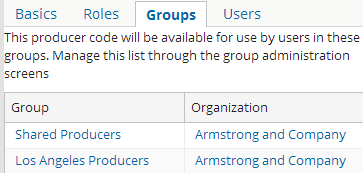 Basics Roles Groups Users
This producer code will be available for use by users in these
groups. Manage this list through the group administration
screens
Group Organization
Shared Producers Armstrong and Company
Los Angeles Producers Armstrong and Company